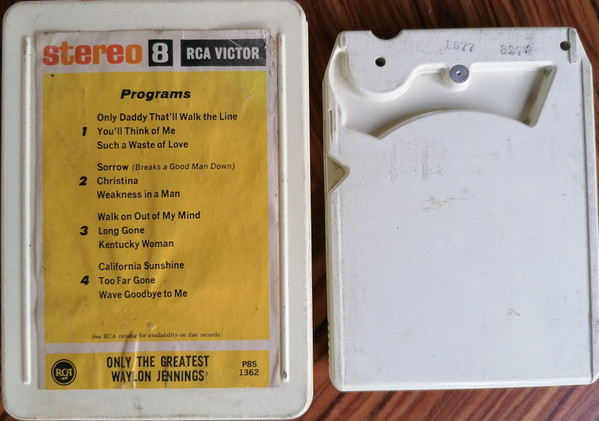 stereo 8 RCA VICTOR
Programs
1
Only Daddy That'll Walk the Line
You'll Think of Me
Such a Waste of Love
2
Sorrow (Breaks a Good Man Down)
Christina
Weakness in a Man
3
Walk on Out of My Mind
Long Gone
Kentucky Woman
4
California Sunshine
Too Far Gone
Wave Goodbye to Me
See RCA catalog for availability on disc records.
RCA
ONLY THE GREATEST
WAYLON JENNINGS
P8S
1362
1577 8270